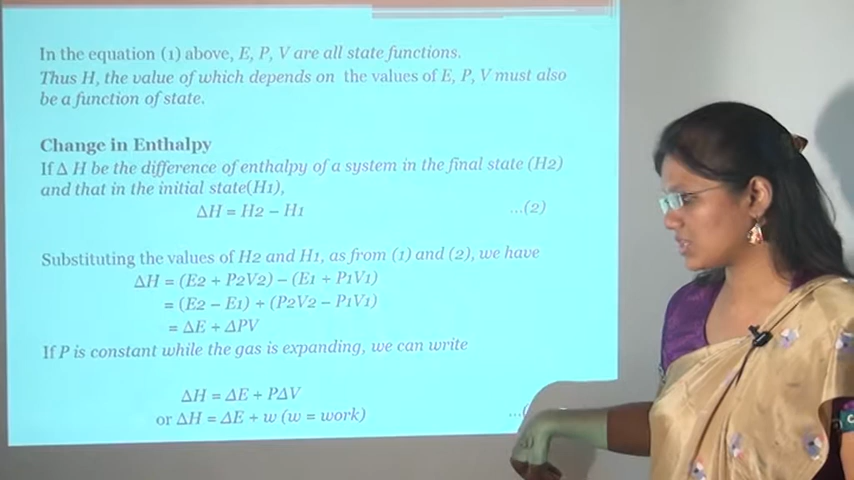 In the equation (1) above, E, P, V are all state functions.
Thus H, the value of which depends on the values of E, P, V must also
be a function of state.
Change in Enthalpy
If Δ H be the difference of enthalpy of a system in the final state (H2)
and that in the initial state(H1),
ΔH = H2 – H1 ...(2)
Substituting the values of H2 and H1, as from (1) and (2), we have
ΔH = (E2 + P2V2) – (E1 + P1V1)
= (E2 – E1) + (P2V2 – P1V1)
= ΔE + ΔPV
If P is constant while the gas is expanding, we can write
ΔH = ΔE + PΔV
or ΔH = ΔE + w (w = work) ...(